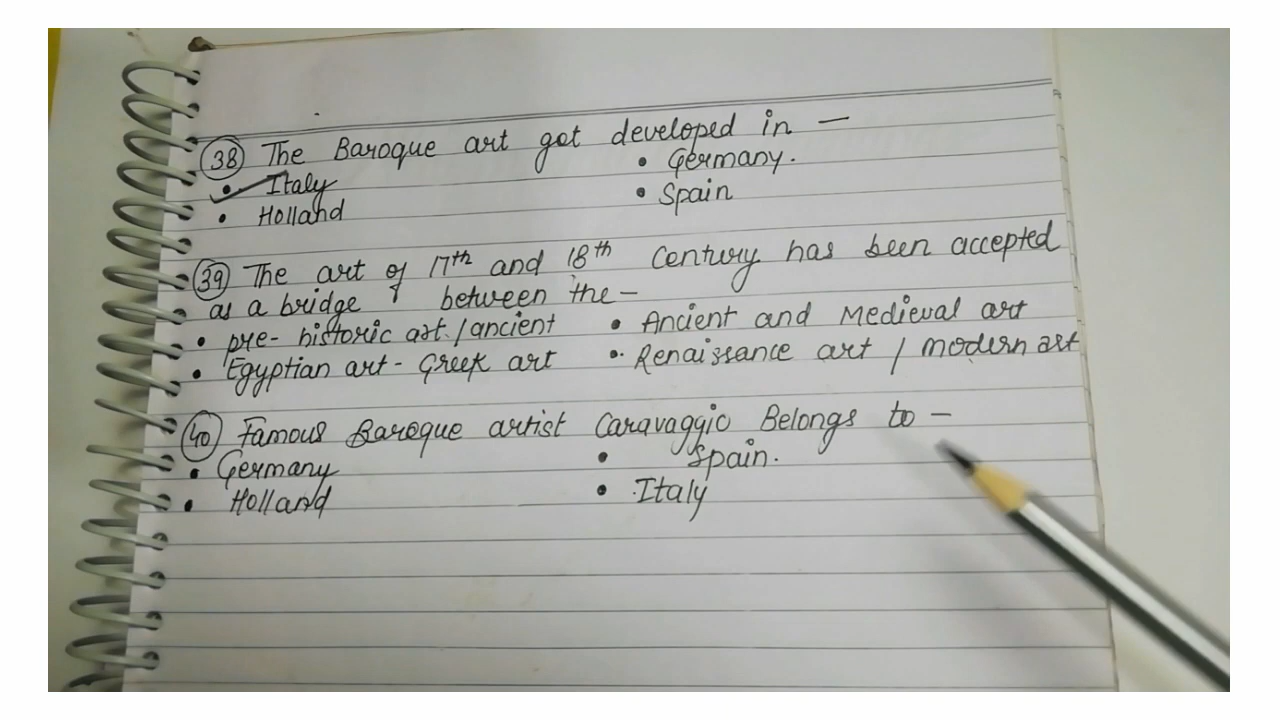 38 The Baroque art got developed in —
• Italy • Germany.
• Holland • Spain
39 The art of 17th and 18th Century has been accepted
as a bridge between the —
• pre-historic art./ancient • Ancient and Medieval art
• Egyptian art - Greek art • Renaissance art / modern art
40 Famous Baroque artist Caravaggio Belongs to —
• Germany • Spain.
• Holland • Italy